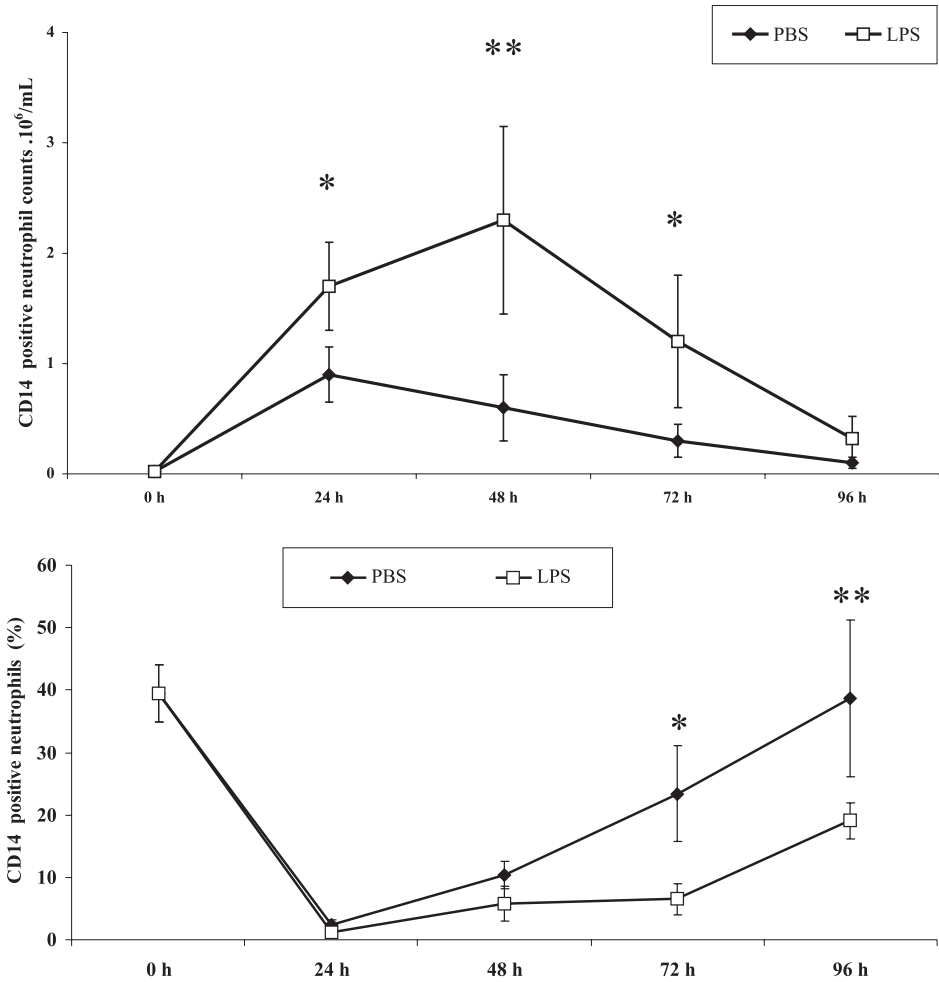 PBS LPS
4
**
3
*
*
2
1
0
CD14 positive neutrophil counts .10⁶/mL
0 h 24 h 48 h 72 h 96 h
PBS LPS
60
**
50
40
*
30
20
10
0
CD14 positive neutrophils (%)
0 h 24 h 48 h 72 h 96 h